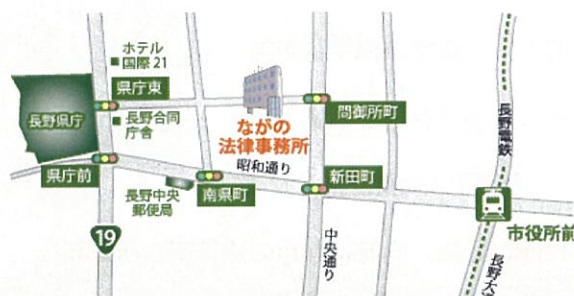 ホテル
国際21
県庁東
長野県庁
長野合同
庁舎
ながの
法律事務所
問御所町
長野電鉄
県庁前
長野中央
郵便局
南県町
昭和通り
新田町
19
中央通り
市役所前
長野大